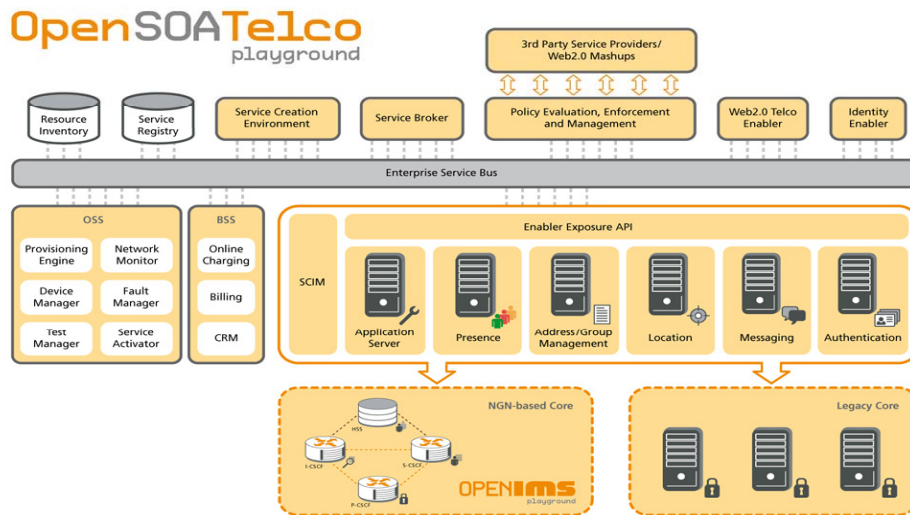 OpenSOATelco
playground
3rd Party Service Providers/
Web2.0 Mashups
Resource
Inventory
Service
Registry
Service Creation
Environment
Service Broker
Policy Evaluation, Enforcement
and Management
Web2.0 Telco
Enabler
Identity
Enabler
Enterprise Service Bus
OSS
Provisioning
Engine
Network
Monitor
Device
Manager
Fault
Manager
Test
Manager
Service
Activator
BSS
Online
Charging
Billing
CRM
SCIM
Enabler Exposure API
Application
Server
Presence
Address/Group
Management
Location
Messaging
Authentication
NGN-based Core
HSS
I-CSCF
S-CSCF
P-CSCF
OPENIMS
playground
Legacy Core